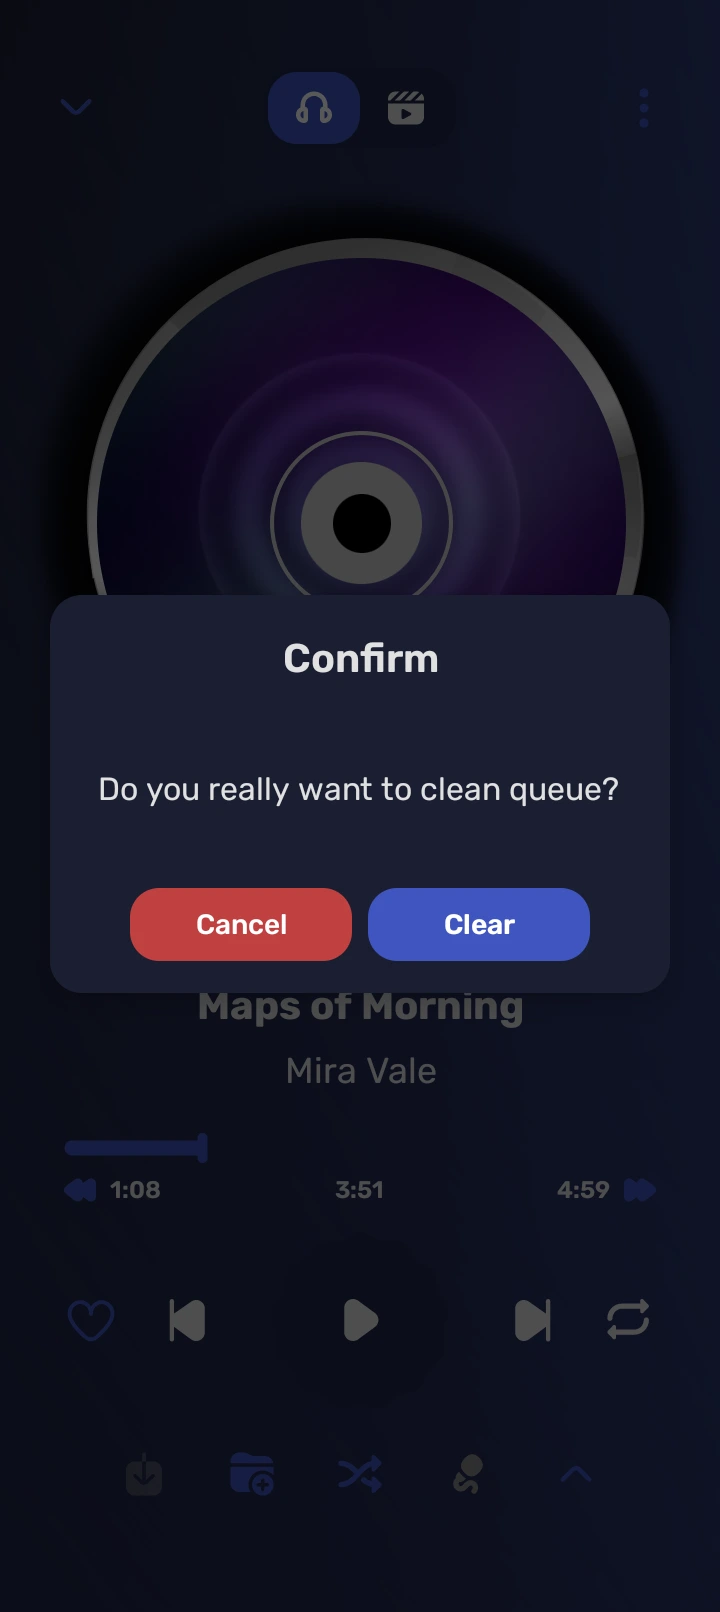 Confirm
Do you really want to clean queue?
Cancel Clear
Maps of Morning
Mira Vale
1:08 3:51 4:59